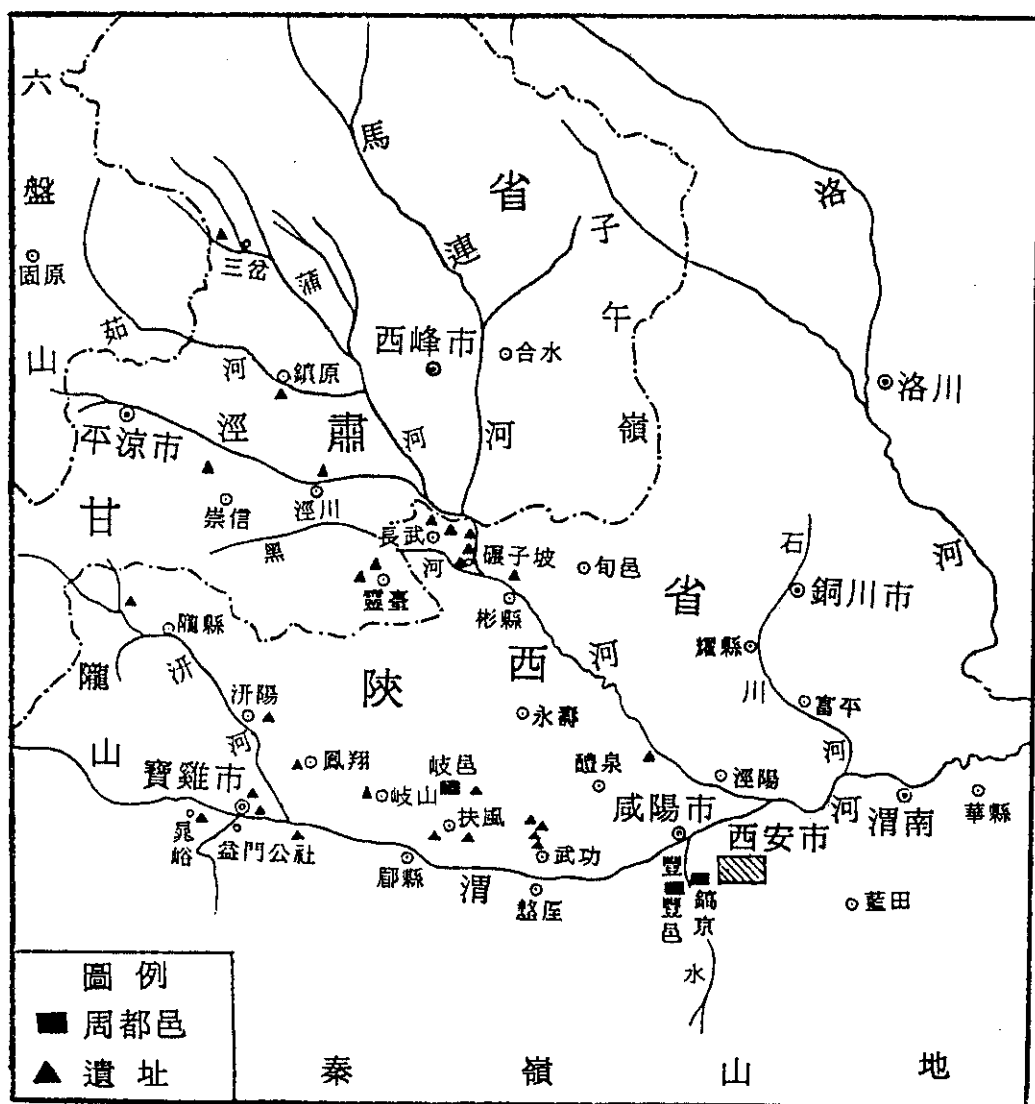 六盤山
馬連河
省
子午嶺
洛河
固原
三岔
蒲河
茹河
西峰市
合水
鎮原
洛川
平涼市
涇
肅
甘
崇信
涇川
長武
黑河
碾子坡
旬邑
石川河
銅川市
靈臺
彬縣
省
隴縣
耀縣
汧河
陝西
河
隴山
汧陽
永壽
富平
寶雞市
鳳翔
岐邑
醴泉
涇陽
岐山
扶風
咸陽市
渭南
華縣
晁峪
益門公社
武功
西安市
河
郿縣
渭
盩厔
豐
豐邑
鎬京
藍田
水
圖例
周都邑
遺址
秦嶺山地